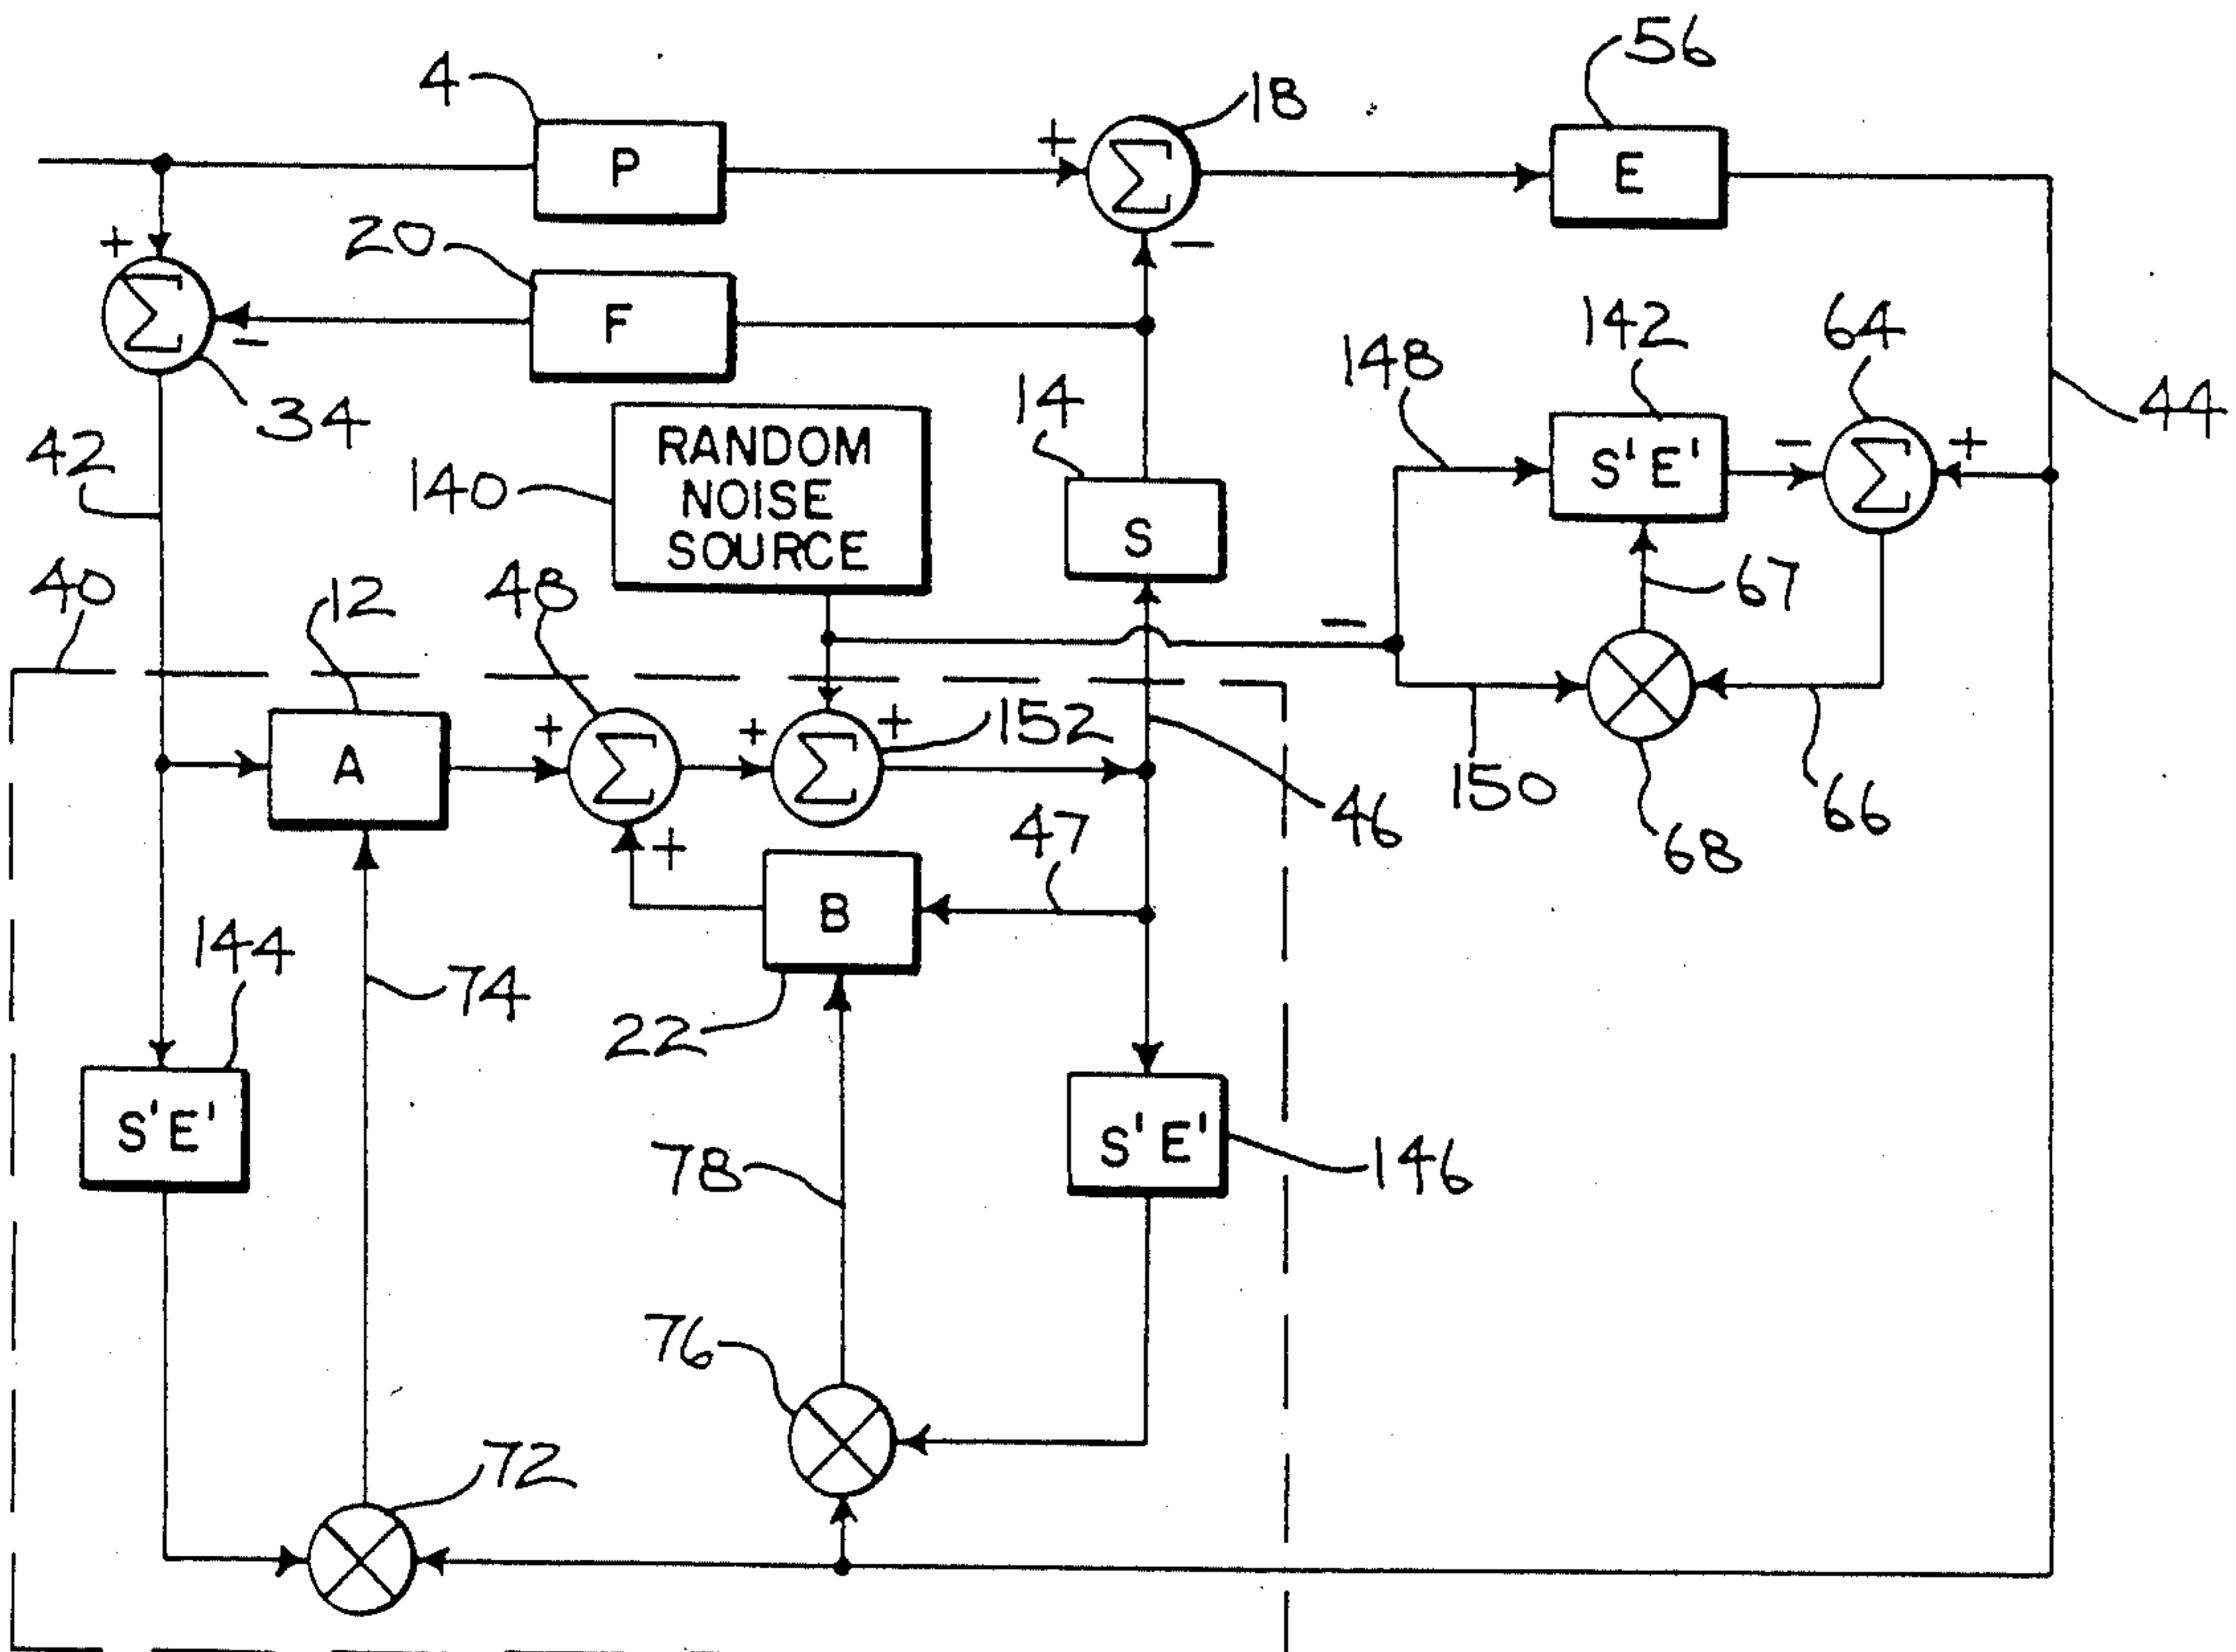 56
4
18
P
+
Σ
E
20
+
−
Σ
−
F
34
42
RANDOM
NOISE
SOURCE
140
14
S
148
142
64
S'E'
−
Σ
+
44
67
40
12
48
−
A
+
Σ
+
Σ
+
152
150
68
66
46
47
+
B
22
144
74
S'E'
S'E'
146
78
76
72